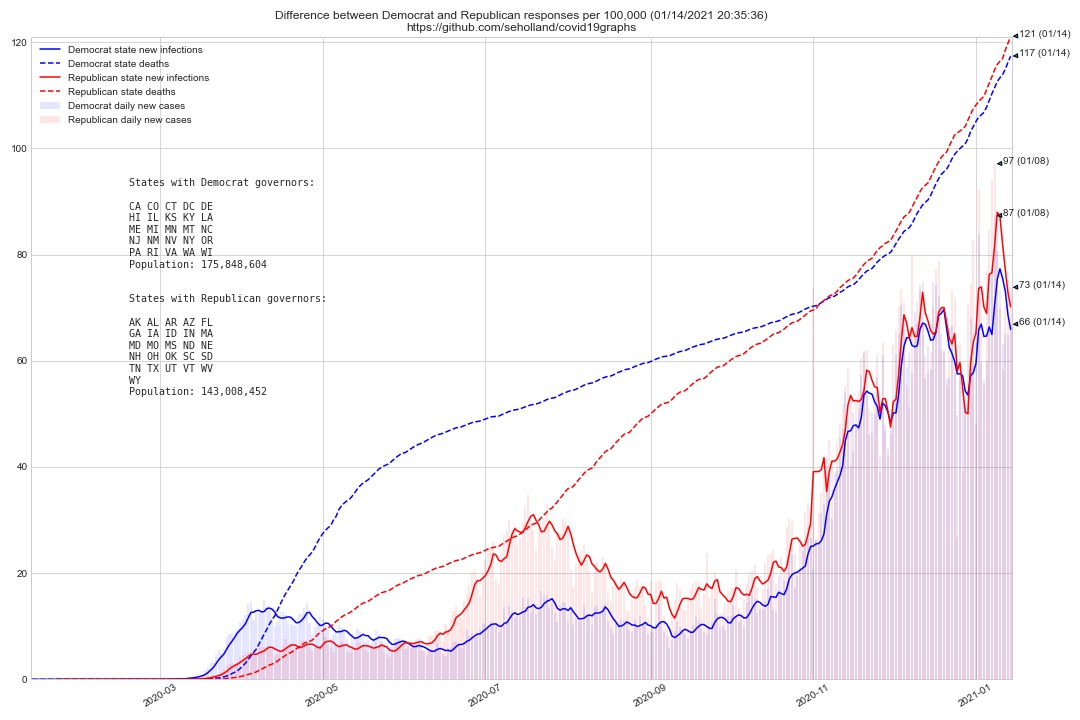 Difference between Democrat and Republican responses per 100,000 (01/14/2021 20:35:36)
https://github.com/seholland/covid19graphs
120
100
80
60
40
20
0
Democrat state new infections
Democrat state deaths
Republican state new infections
Republican state deaths
Democrat daily new cases
Republican daily new cases
States with Democrat governors:
CA CO CT DC DE
HI IL KS KY LA
ME MI MN MT NC
NJ NM NV NY OR
PA RI VA WA WI
Population: 175,848,604
States with Republican governors:
AK AL AR AZ FL
GA IA ID IN MA
MD MO MS ND NE
NH OH OK SC SD
TN TX UT VT WV
WY
Population: 143,008,452
121 (01/14)
117 (01/14)
97 (01/08)
87 (01/08)
73 (01/14)
66 (01/14)
2020-03
2020-05
2020-07
2020-09
2020-11
2021-01